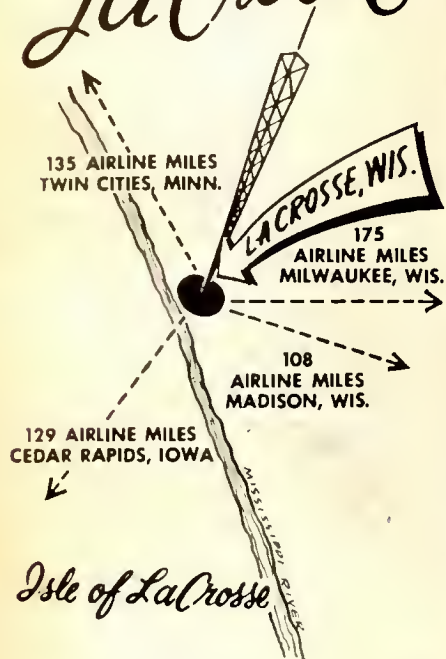 135 AIRLINE MILES
TWIN CITIES, MINN.
LACROSSE, WIS.
175
AIRLINE MILES
MILWAUKEE, WIS.
108
AIRLINE MILES
MADISON, WIS.
129 AIRLINE MILES
CEDAR RAPIDS, IOWA
MISSISSIPPI RIVER
Isle of LaCrosse